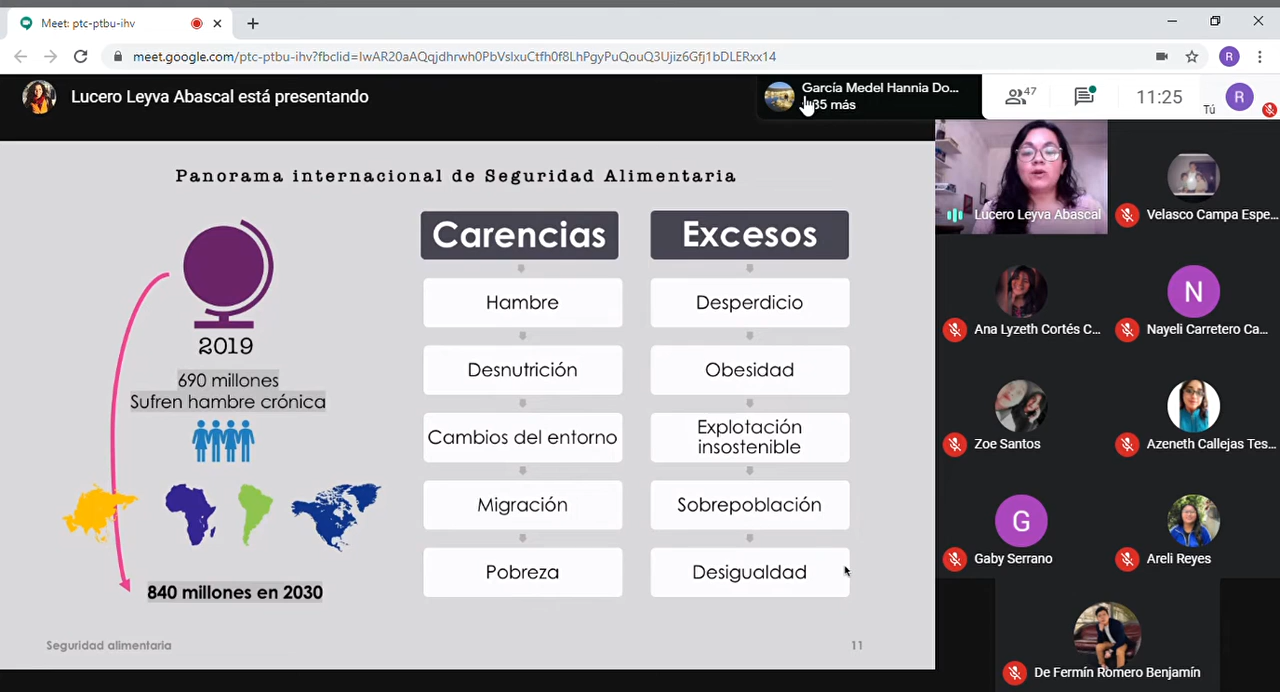 Meet: ptc-ptbu-ihv
meet.google.com/ptc-ptbu-ihv?fbclid=IwAR20aAQqjdhrwh0PbVslxuCtfh0f8LhPgyPuQouQ3Ujiz6Gfj1bDLERxx14
R
Lucero Leyva Abascal está presentando
García Medel Hannia Do...
35 más
47
11:25
Tú
R
Panorama internacional de Seguridad Alimentaria
2019
690 millones
Sufren hambre crónica
840 millones en 2030
Carencias
Hambre
Desnutrición
Cambios del entorno
Migración
Pobreza
Excesos
Desperdicio
Obesidad
Explotación
insostenible
Sobrepoblación
Desigualdad
Seguridad alimentaria
11
Lucero Leyva Abascal
Velasco Campa Espe...
Ana Lyzeth Cortés C...
N
Nayeli Carretero Ca...
Zoe Santos
Azeneth Callejas Tes...
G
Gaby Serrano
Areli Reyes
De Fermín Romero Benjamín